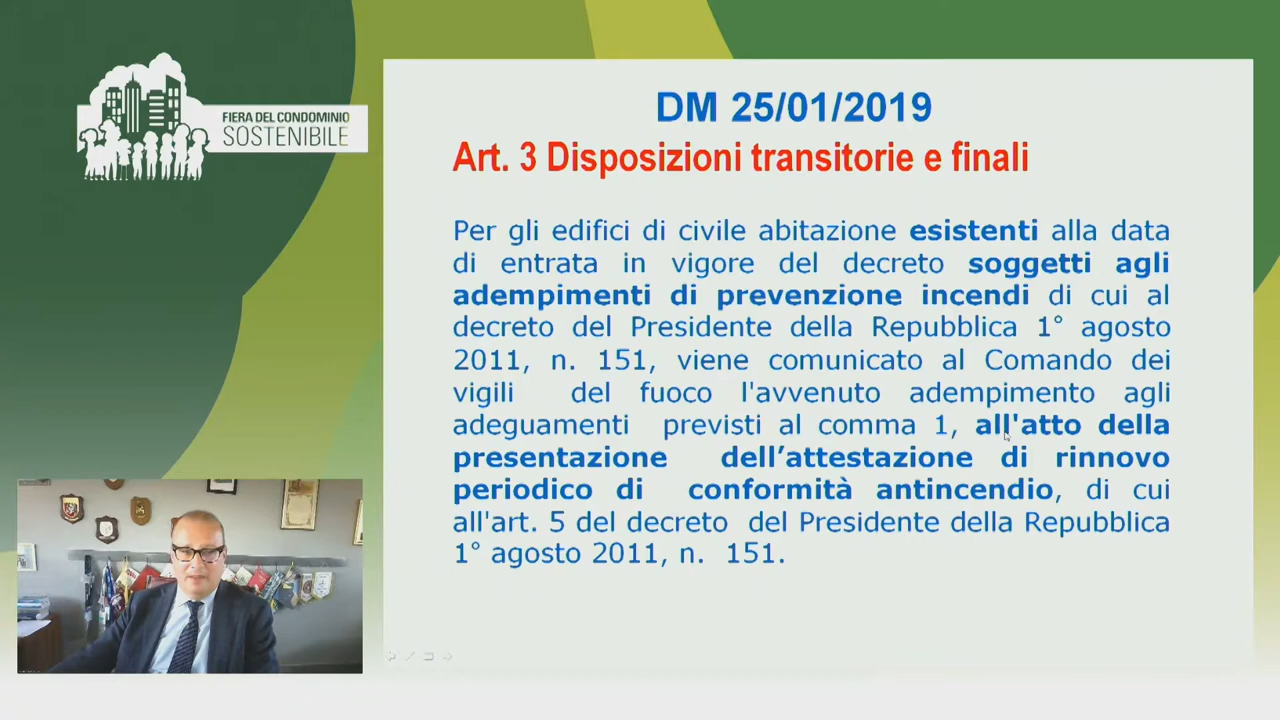 FIERA DEL CONDOMINIO
SOSTENIBILE
DM 25/01/2019
Art. 3 Disposizioni transitorie e finali
Per gli edifici di civile abitazione esistenti alla data
di entrata in vigore del decreto soggetti agli
adempimenti di prevenzione incendi di cui al
decreto del Presidente della Repubblica 1° agosto
2011, n. 151, viene comunicato al Comando dei
vigili del fuoco l'avvenuto adempimento agli
adeguamenti previsti al comma 1, all'atto della
presentazione dell’attestazione di rinnovo
periodico di conformità antincendio, di cui
all'art. 5 del decreto del Presidente della Repubblica
1° agosto 2011, n. 151.